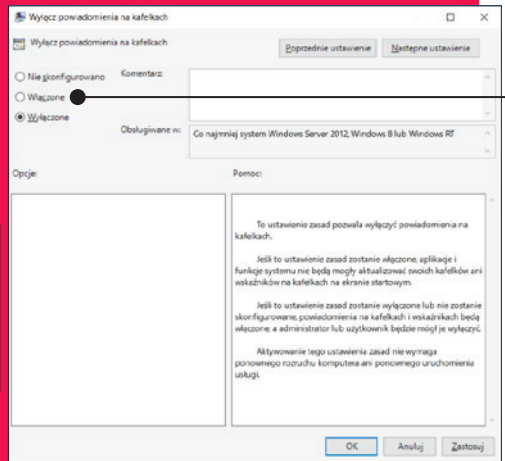 Wyłącz powiadomienia na kafelkach
Wyłącz powiadomienia na kafelkach
Poprzednie ustawienie
Następne ustawienie
Nie skonfigurowano
Komentarz:
Włączone
Wyłączone
Obsługiwane w:
Co najmniej system Windows Server 2012, Windows 8 lub Windows RT
Opcje:
Pomoc:
To ustawienie zasad pozwala wyłączyć powiadomienia na
kafelkach.
Jeśli to ustawienie zasad zostanie włączone, aplikacje i
funkcje systemu nie będą mogły aktualizować swoich kafelków ani
wskaźników na kafelkach na ekranie startowym.
Jeśli to ustawienie zasad zostanie wyłączone lub nie zostanie
skonfigurowane, powiadomienia na kafelkach i wskaźnikach będą
włączone, a administrator lub użytkownik będzie mógł je wyłączyć.
Aktywowanie tego ustawienia zasad nie wymaga
ponownego rozruchu komputera ani ponownego uruchomienia
usługi.
OK
Anuluj
Zastosuj